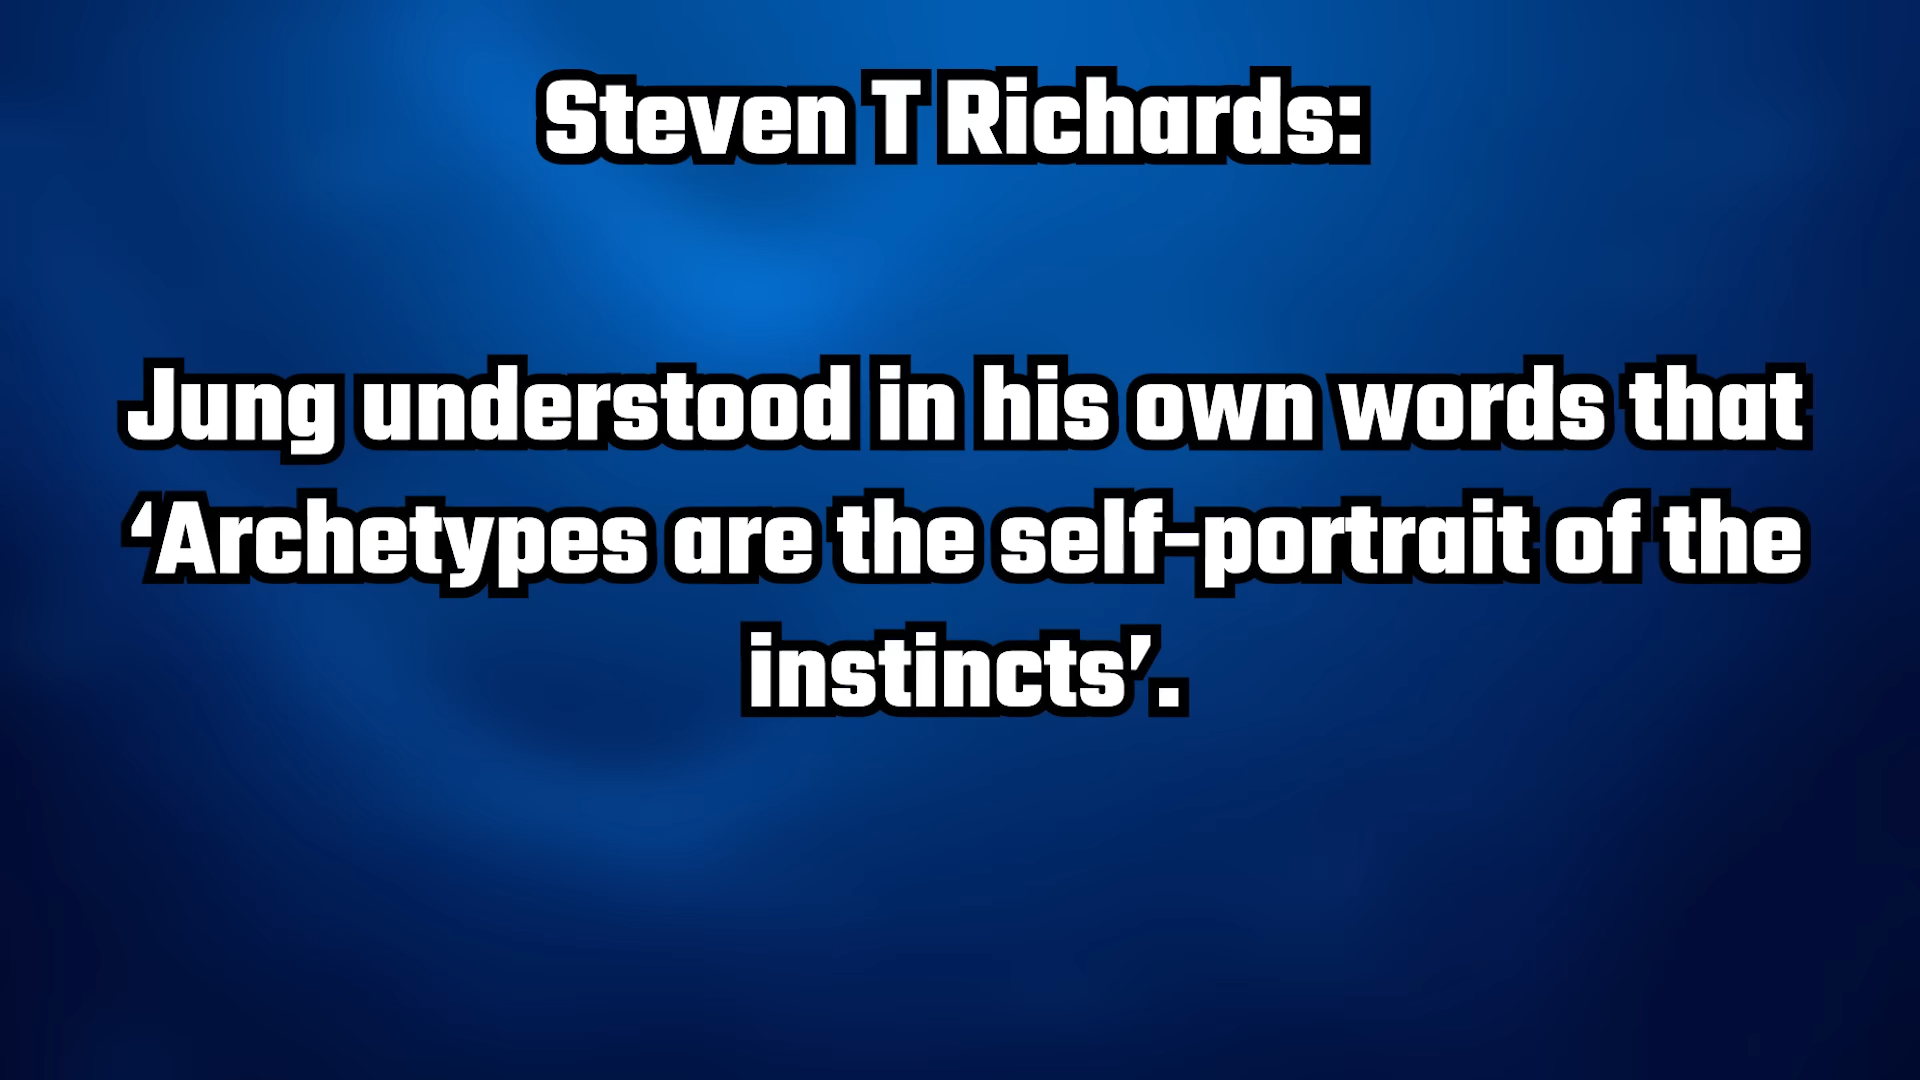 Steven T Richards:
Jung understood in his own words that
‘Archetypes are the self-portrait of the
instincts’.